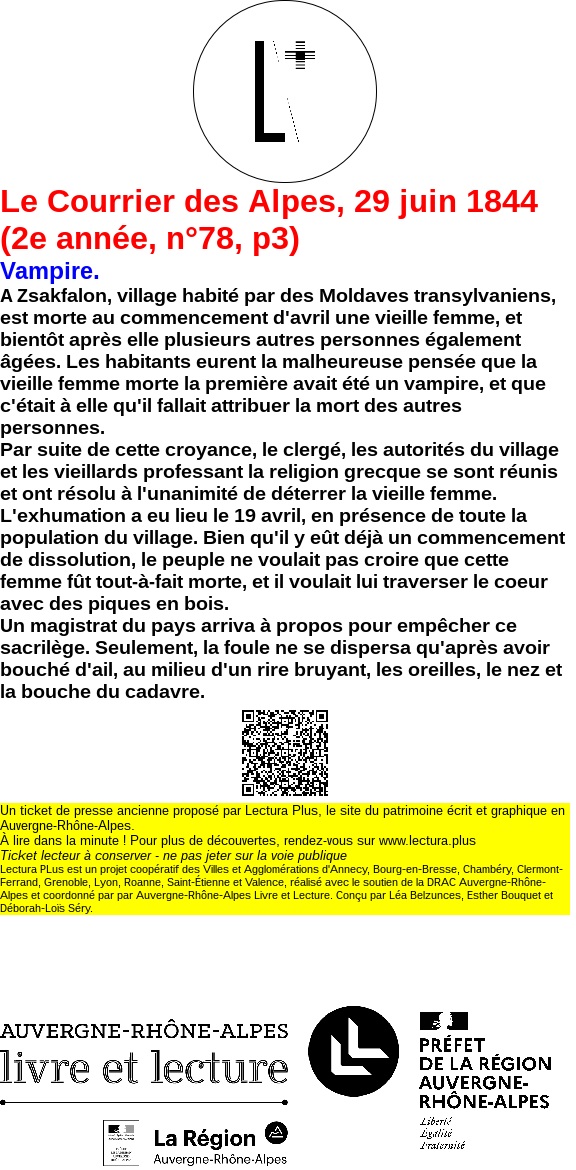 L+
Le Courrier des Alpes, 29 juin 1844
(2e année, n°78, p3)
Vampire.
A Zsakfalon, village habité par des Moldaves transylvaniens,
est morte au commencement d'avril une vieille femme, et
bientôt après elle plusieurs autres personnes également
âgées. Les habitants eurent la malheureuse pensée que la
vieille femme morte la première avait été un vampire, et que
c'était à elle qu'il fallait attribuer la mort des autres
personnes.
Par suite de cette croyance, le clergé, les autorités du village
et les vieillards professant la religion grecque se sont réunis
et ont résolu à l'unanimité de déterrer la vieille femme.
L'exhumation a eu lieu le 19 avril, en présence de toute la
population du village. Bien qu'il y eût déjà un commencement
de dissolution, le peuple ne voulait pas croire que cette
femme fût tout-à-fait morte, et il voulait lui traverser le coeur
avec des piques en bois.
Un magistrat du pays arriva à propos pour empêcher ce
sacrilège. Seulement, la foule ne se dispersa qu'après avoir
bouché d'ail, au milieu d'un rire bruyant, les oreilles, le nez et
la bouche du cadavre.
Un ticket de presse ancienne proposé par Lectura Plus, le site du patrimoine écrit et graphique en
Auvergne-Rhône-Alpes.
À lire dans la minute ! Pour plus de découvertes, rendez-vous sur www.lectura.plus
Ticket lecteur à conserver - ne pas jeter sur la voie publique
Lectura PLus est un projet coopératif des Villes et Agglomérations d'Annecy, Bourg-en-Bresse, Chambéry, Clermont-
Ferrand, Grenoble, Lyon, Roanne, Saint-Étienne et Valence, réalisé avec le soutien de la DRAC Auvergne-Rhône-
Alpes et coordonné par par Auvergne-Rhône-Alpes Livre et Lecture. Conçu par Léa Belzunces, Esther Bouquet et
Déborah-Loïs Séry.
AUVERGNE-RHÔNE-ALPES
livre et lecture
La Région
Auvergne-Rhône-Alpes
PRÉFET
DE LA RÉGION
AUVERGNE-
RHÔNE-ALPES
Liberté
Égalité
Fraternité